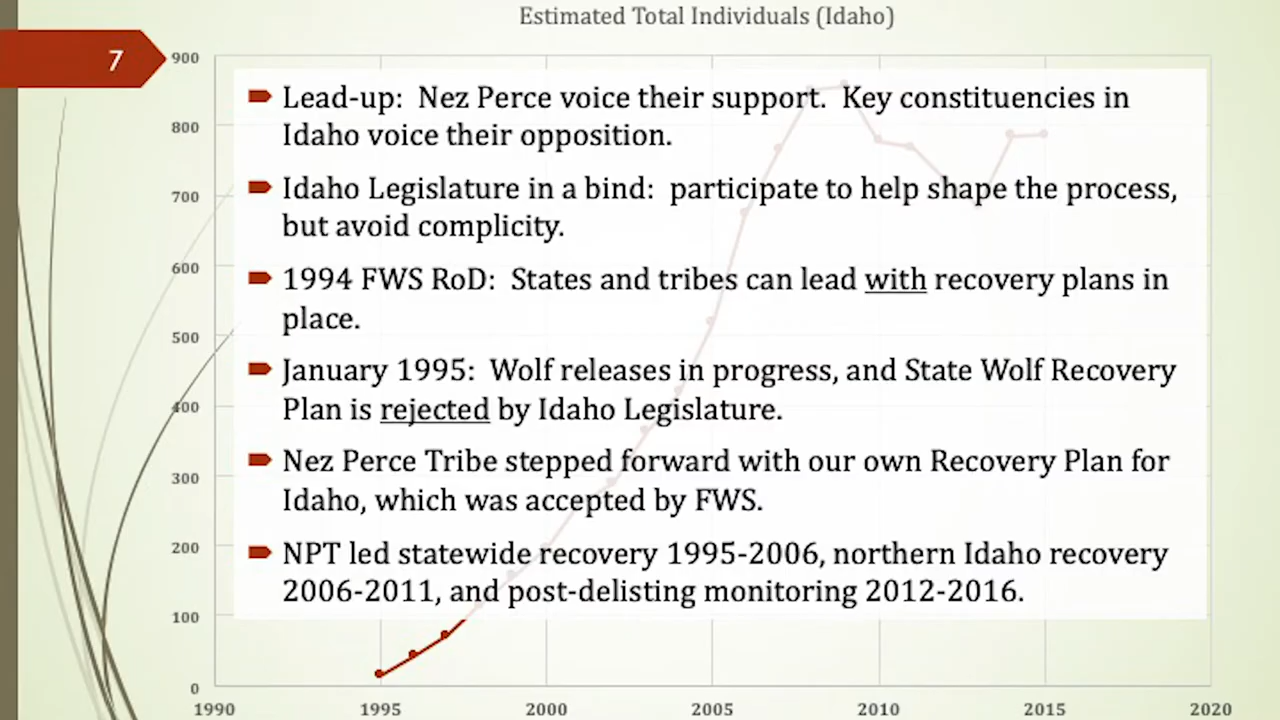 Estimated Total Individuals (Idaho)
7
900
Lead-up: Nez Perce voice their support. Key constituencies in
Idaho voice their opposition.
800
Idaho Legislature in a bind: participate to help shape the process,
700
but avoid complicity.
600
1994 FWS RoD: States and tribes can lead with recovery plans in
place.
500
January 1995: Wolf releases in progress, and State Wolf Recovery
Plan is rejected by Idaho Legislature.
400
Nez Perce Tribe stepped forward with our own Recovery Plan for
300
Idaho, which was accepted by FWS.
200
NPT led statewide recovery 1995-2006, northern Idaho recovery
2006-2011, and post-delisting monitoring 2012-2016.
100
0
1990 1995 2000 2005 2010 2015 2020